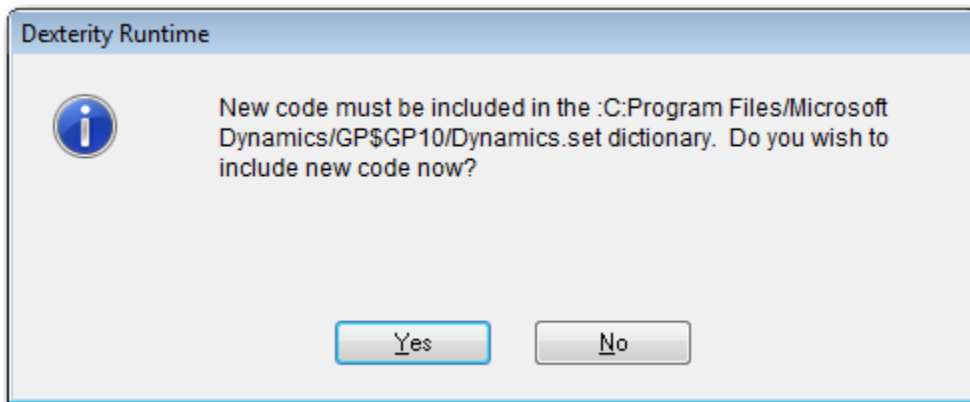 Dexterity Runtime
New code must be included in the :C:Program Files/Microsoft
Dynamics/GP$GP10/Dynamics.set dictionary.  Do you wish to
include new code now?
Yes
No